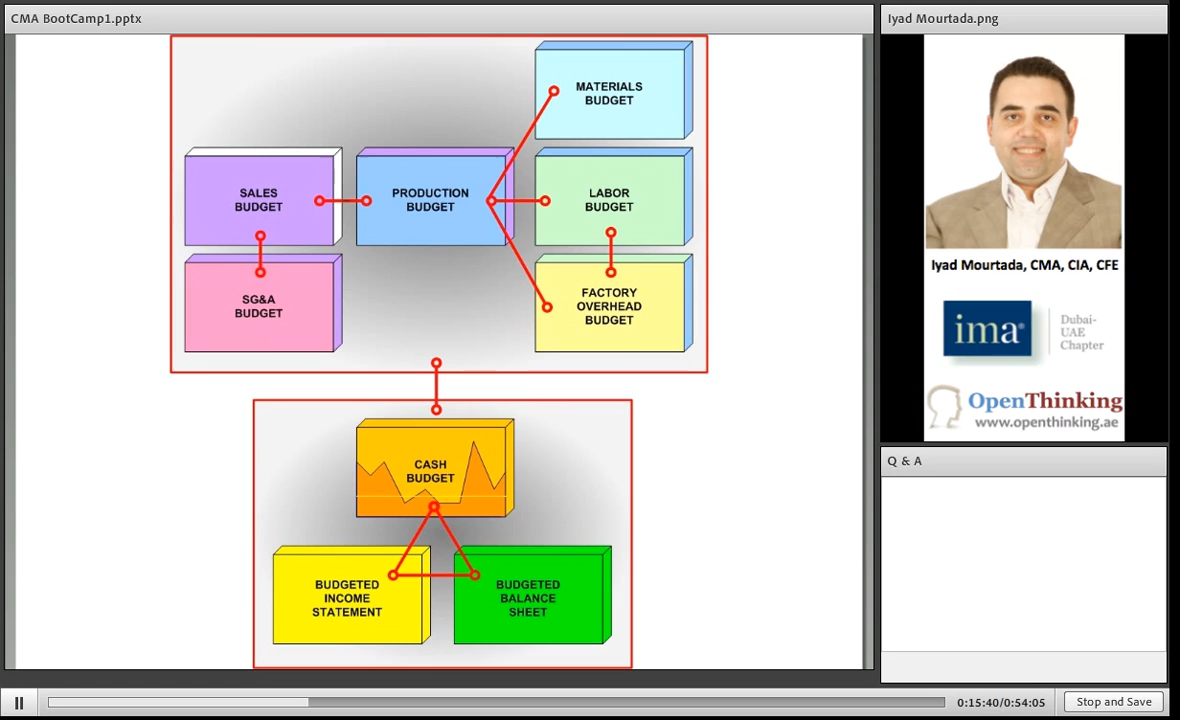 CMA BootCamp1.pptx
Iyad Mourtada.png
MATERIALS
BUDGET
SALES
BUDGET
PRODUCTION
BUDGET
LABOR
BUDGET
SG&A
BUDGET
FACTORY
OVERHEAD
BUDGET
CASH
BUDGET
BUDGETED
INCOME
STATEMENT
BUDGETED
BALANCE
SHEET
Iyad Mourtada, CMA, CIA, CFE
ima®
Dubai-
UAE
Chapter
OpenThinking
www.openthinking.ae
Q & A
0:15:40/0:54:05
Stop and Save